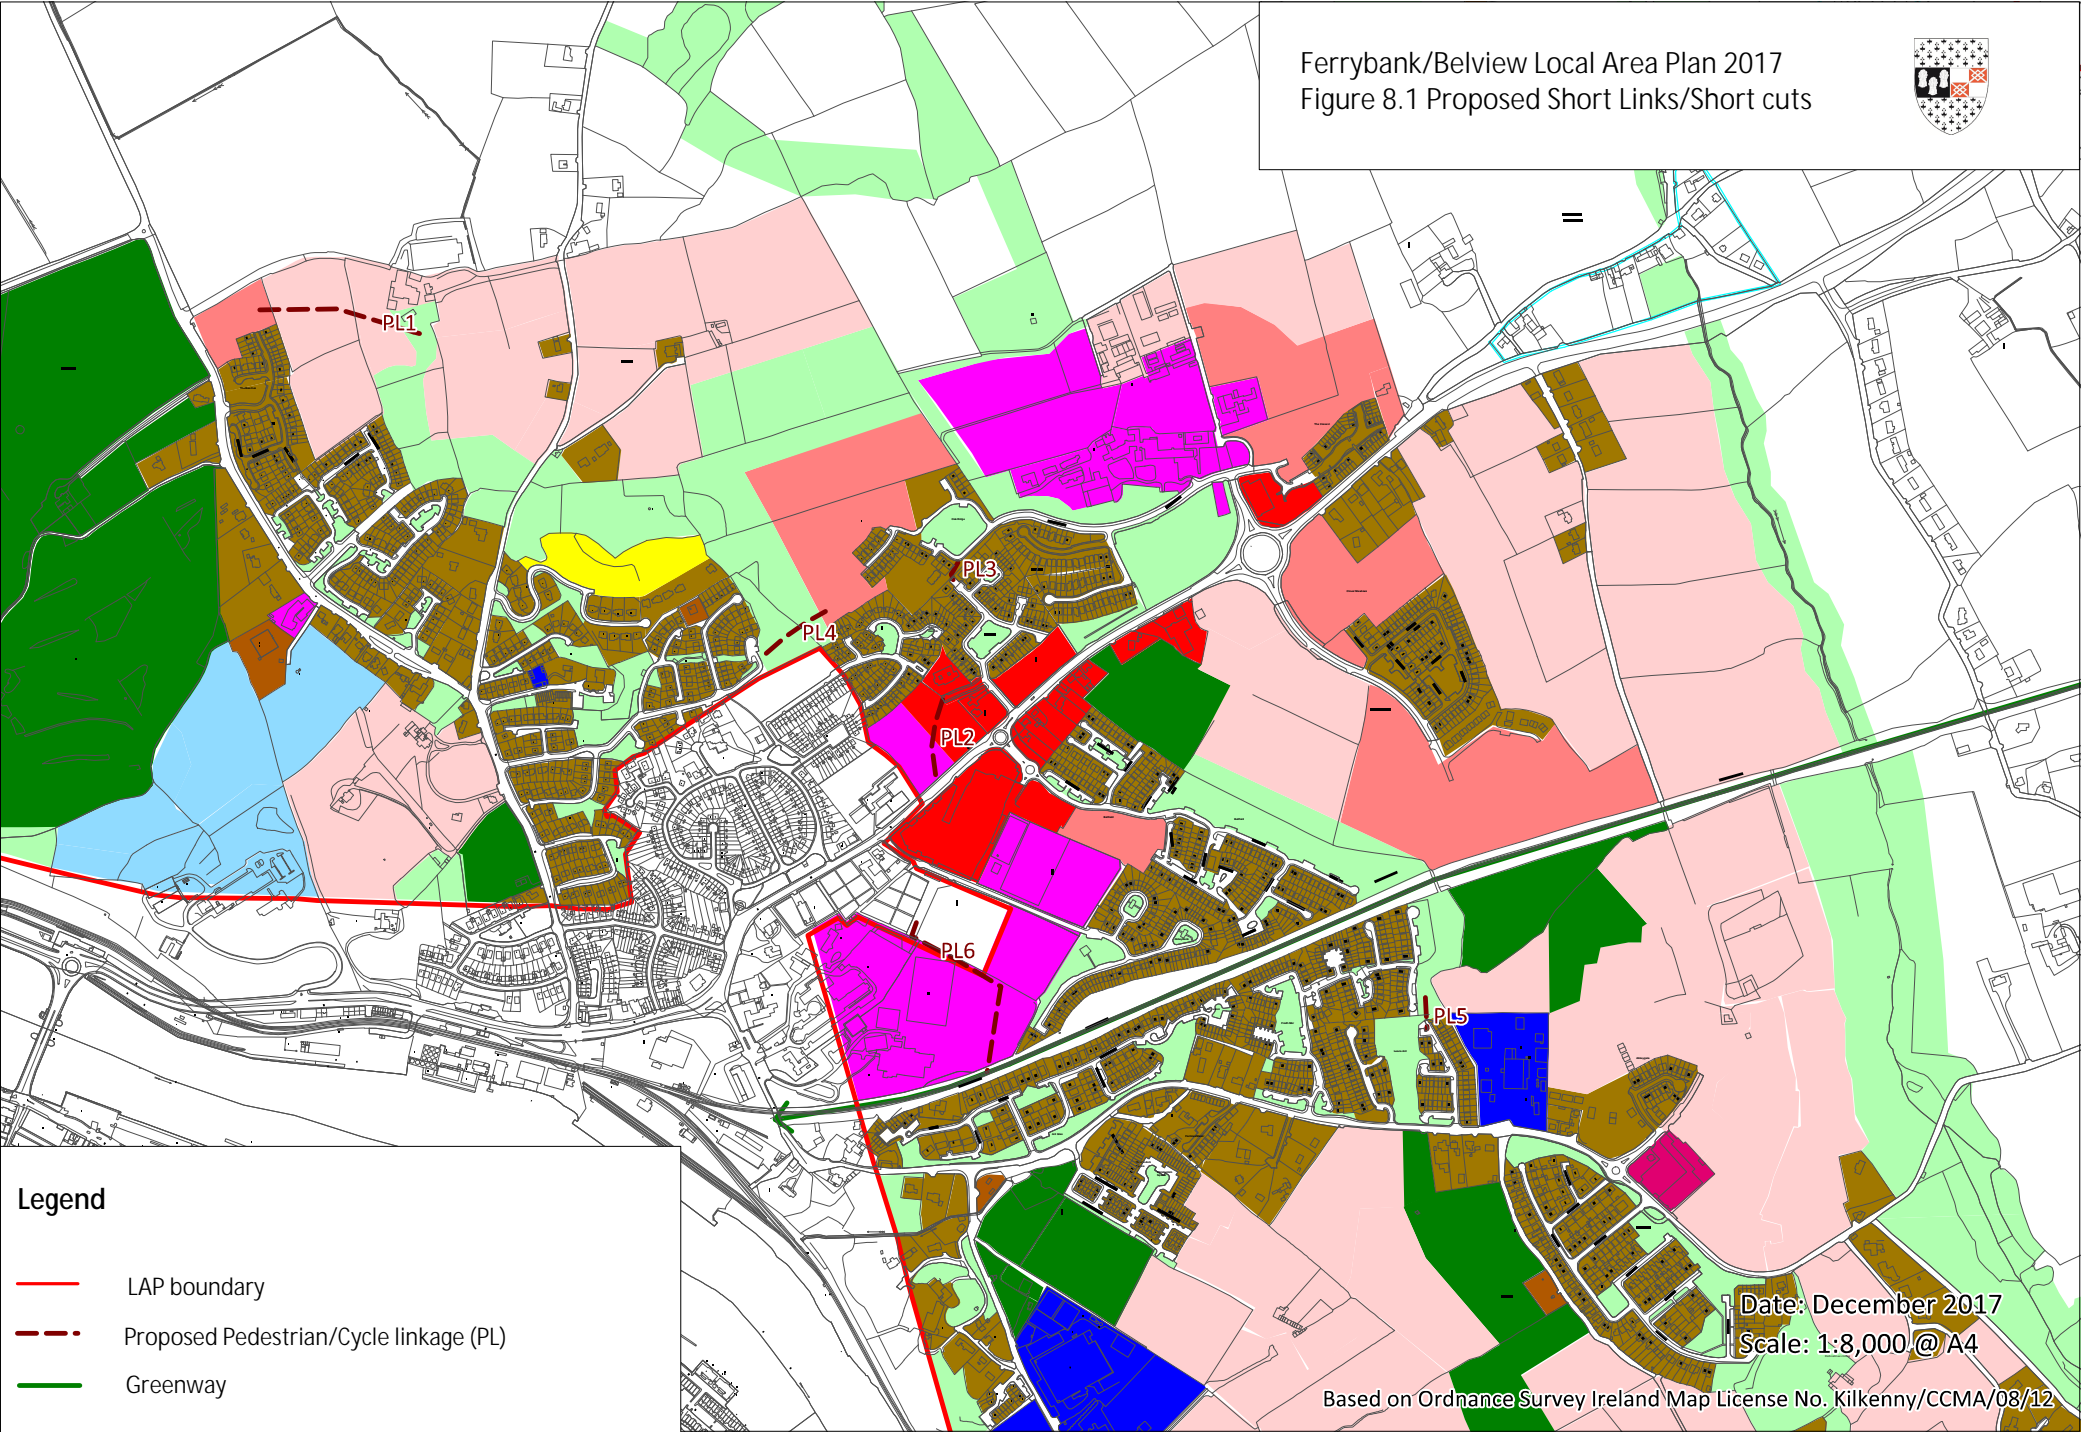 Ferrybank/Belview Local Area Plan 2017
Figure 8.1 Proposed Short Links/Short cuts
PL1
PL3
PL4
PL2
PL6
PL5
Legend
LAP boundary
Proposed Pedestrian/Cycle linkage (PL)
Greenway
Date: December 2017
Scale: 1:8,000 @ A4
Based on Ordnance Survey Ireland Map License No. Kilkenny/CCMA/08/12